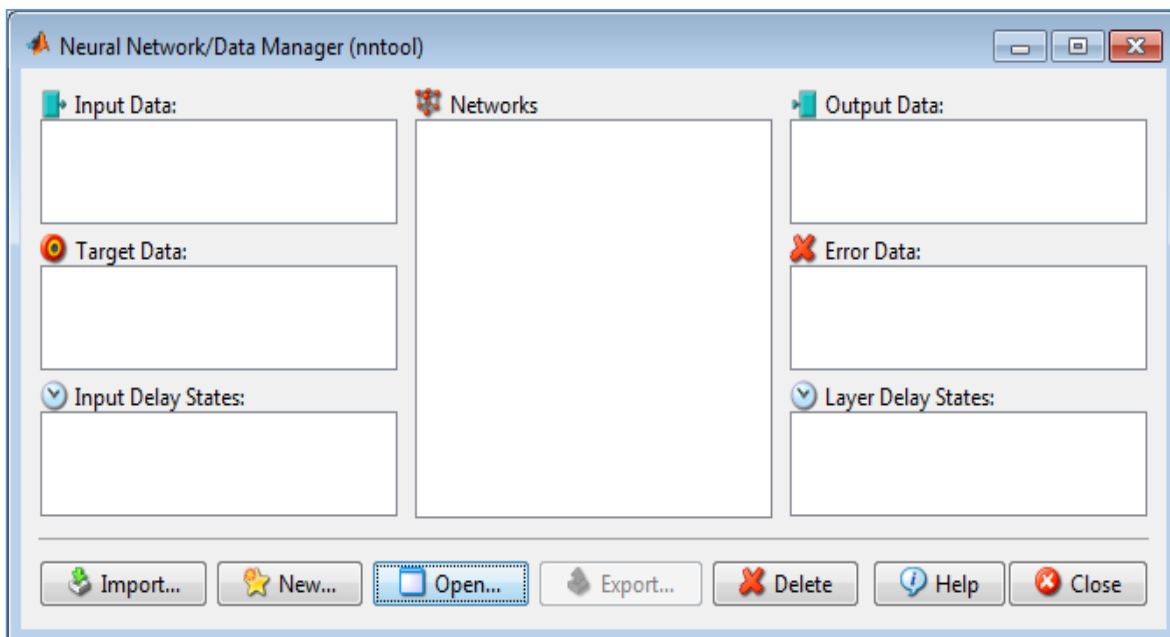 Neural Network/Data Manager (nntool)
Input Data:
Networks
Output Data:
Target Data:
Error Data:
Input Delay States:
Layer Delay States:
Import...
New...
Open...
Export...
Delete
Help
Close